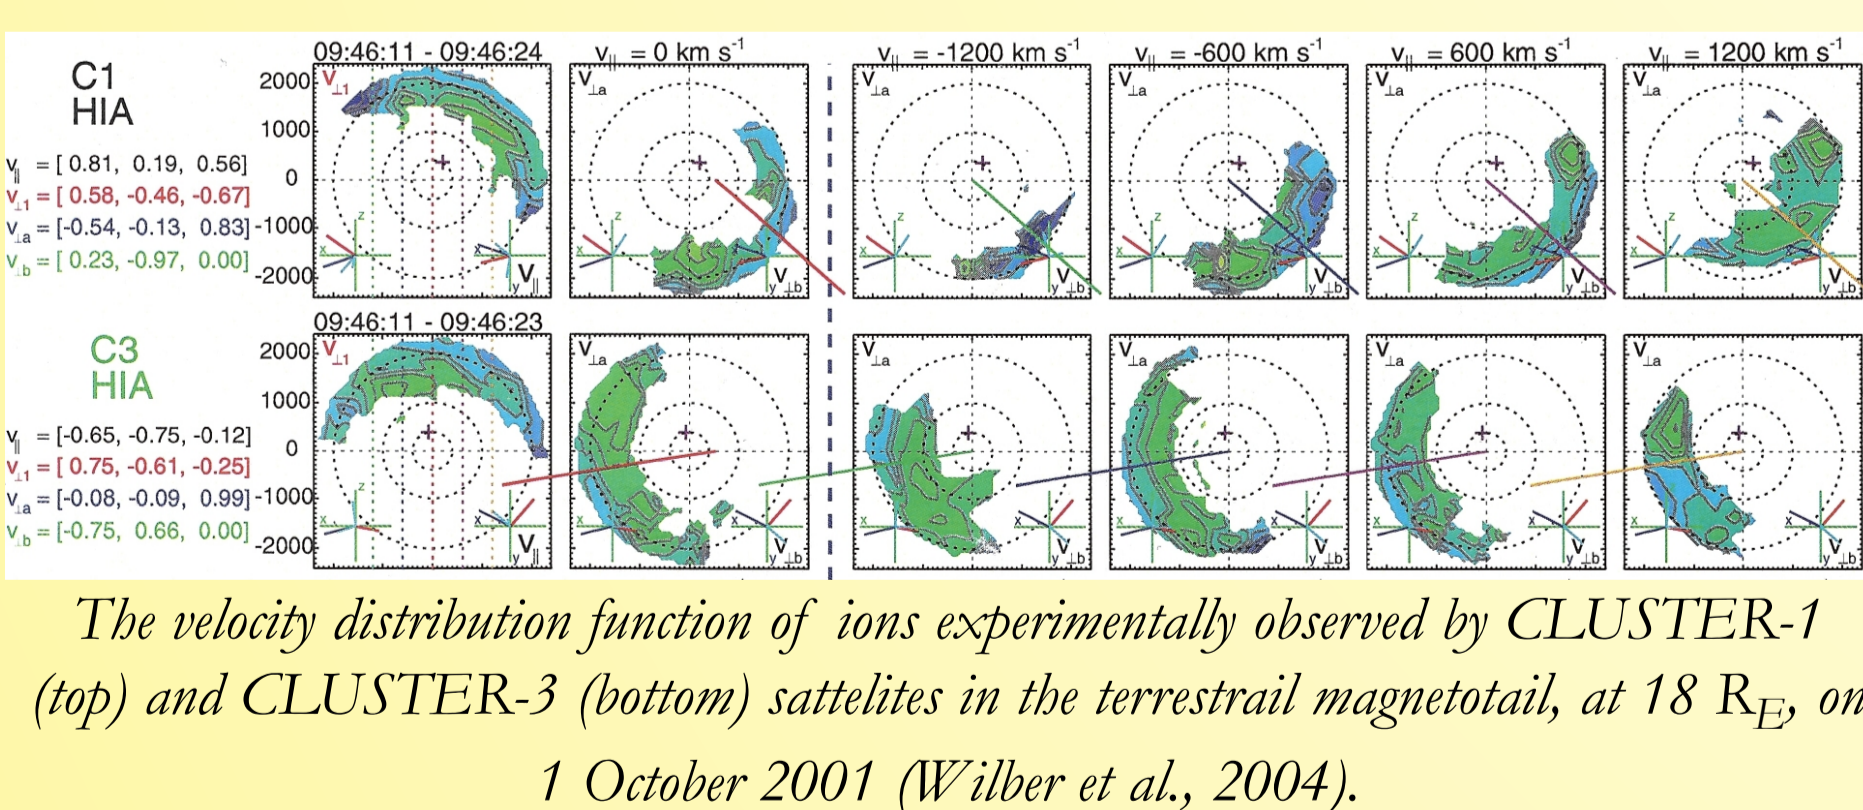 C1
HIA
v∥ = [ 0.81, 0.19, 0.56]
v⊥1 = [ 0.58, -0.46, -0.67]
v⊥a = [-0.54, -0.13, 0.83]
v⊥b = [ 0.23, -0.97, 0.00]
09:46:11 - 09:46:24
v∥ = 0 km s⁻¹
v∥ = -1200 km s⁻¹
v∥ = -600 km s⁻¹
v∥ = 600 km s⁻¹
v∥ = 1200 km s⁻¹
2000
1000
0
-1000
-2000
V⊥1
V⊥a
V⊥a
V⊥a
V⊥a
V⊥a
x z x y V∥
x z y V⊥b
x z y V⊥b
x z y V⊥b
x z y V⊥b
x z y V⊥b
C3
HIA
v∥ = [-0.65, -0.75, -0.12]
v⊥1 = [ 0.75, -0.61, -0.25]
v⊥a = [-0.08, -0.09, 0.99]
v⊥b = [-0.75, 0.66, 0.00]
09:46:11 - 09:46:23
2000
1000
0
-1000
-2000
V⊥1
V⊥a
V⊥a
V⊥a
V⊥a
x z x y V∥
x y V⊥b
x z x y V⊥b
x z x y V⊥b
x z x y V⊥b
x z x y
The velocity distribution function of ions experimentally observed by CLUSTER-1
(top) and CLUSTER-3 (bottom) sattelites in the terrestrail magnetotail, at 18 RE, on
1 October 2001 (Wilber et al., 2004).